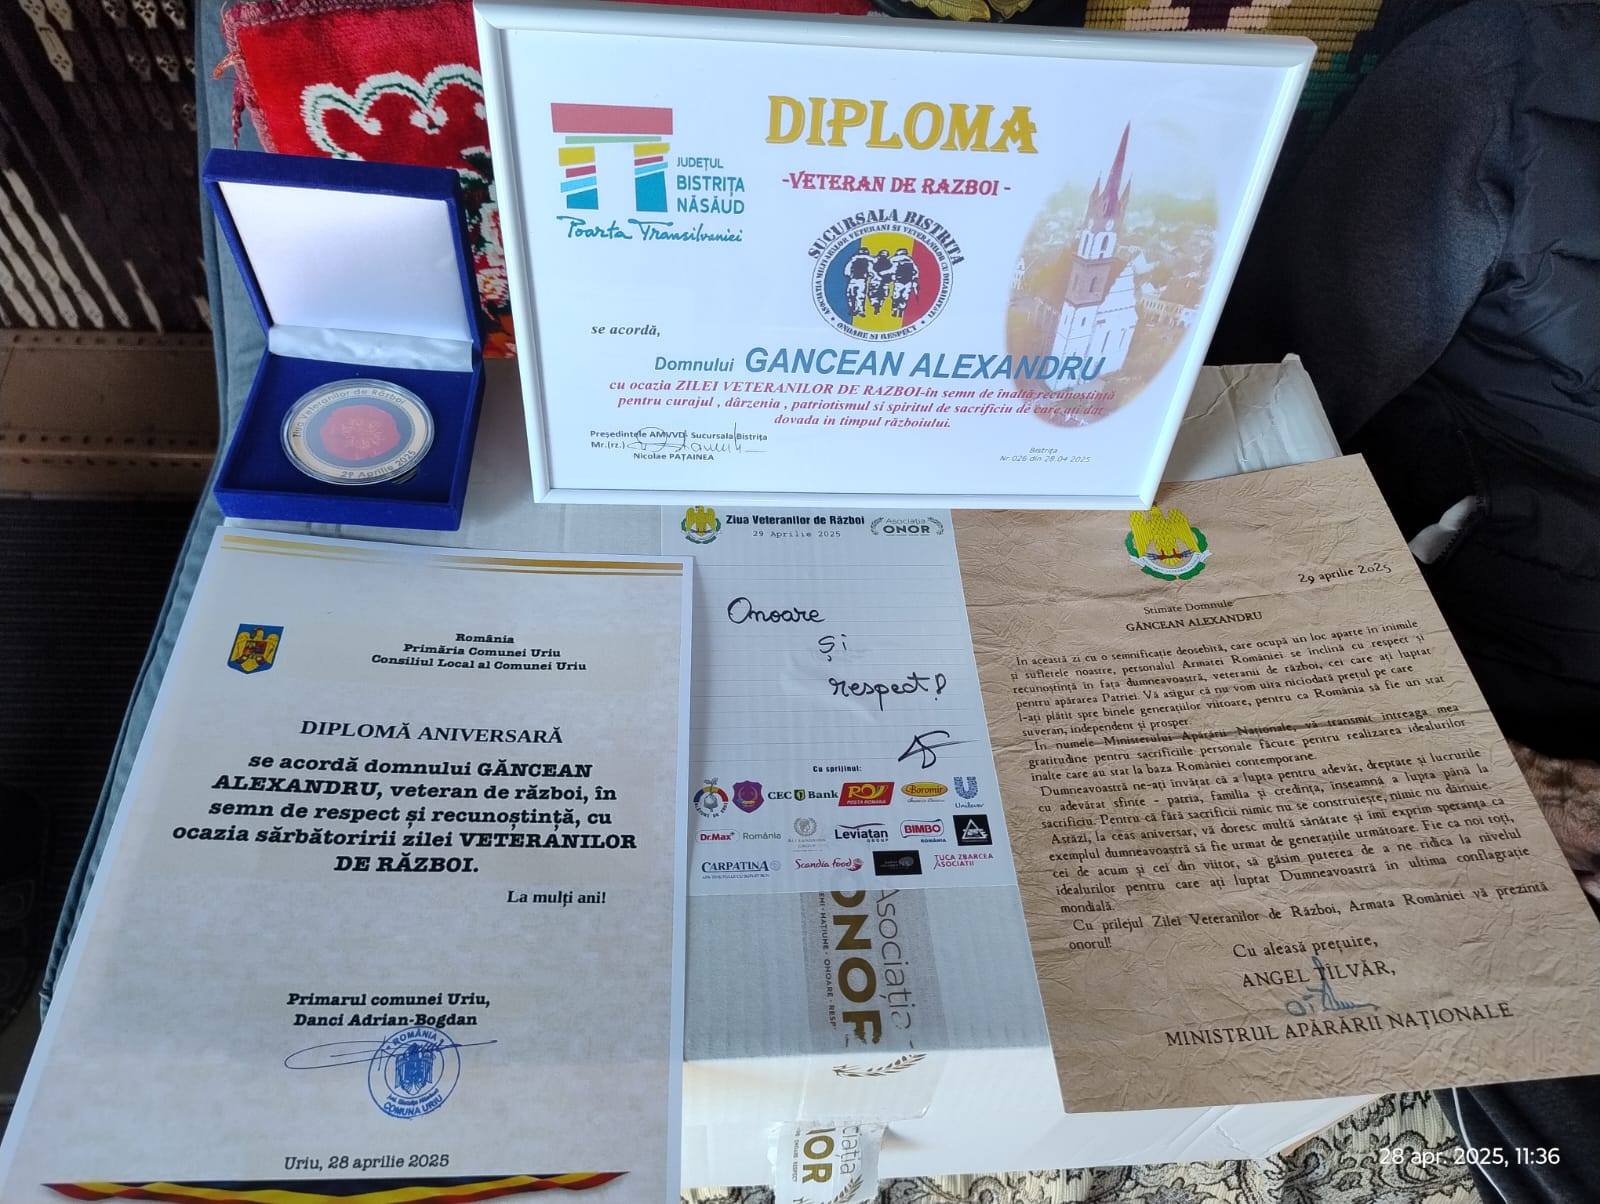 DIPLOMA
-VETERAN DE RAZBOI -
JUDEȚUL
BISTRIȚA
NĂSĂUD
Poarta Transilvaniei
SUCURSALA BISTRITA
ASOCIATIA MILITARILOR VETERANI SI VETERANILOR CU DIZABILITATI
ONOARE SI RESPECT
se acordă,
Domnului GANCEAN ALEXANDRU
cu ocazia ZILEI VETERANILOR DE RAZBOI-în semn de înaltă recunoștință
pentru curajul , dârzenia , patriotismul si spiritul de sacrificiu de care ați dat
dovada in timpul războiului.
Președintele AMVVD- Sucursala Bistrița
Mr.(rz.)
Nicolae PAȚAINEA
Bistrița
Nr.026 din 28.04 2025
Ziua Veteranilor de Război
29 Aprilie 2025
România
Primăria Comunei Uriu
Consiliul Local al Comunei Uriu
DIPLOMĂ ANIVERSARĂ
se acordă domnului GĂNCEAN
ALEXANDRU, veteran de război, în
semn de respect și recunoștință, cu
ocazia sărbătoririi zilei VETERANILOR
DE RĂZBOI.
La mulți ani!
Primarul comunei Uriu,
Danci Adrian-Bogdan
ROMÂNIA
COMUNA URIU
Uriu, 28 aprilie 2025
Ziua Veteranilor de Război
29 Aprilie 2025
Asociația
ONOR
Onoare
și
respect!
Cu sprijinul:
CEC Bank
POSTA ROMANA
Boromir
Unilever
Dr.Max
România
ALEXANDRION
GROUP
Leviatan
GROUP
BIMBO
ROMÂNIA
CARPATINA
Scandia food
TUCA ZBARCEA
ASOCIATII
Asociația
ONOR
29 aprilie 2025
Stimate Domnule
GĂNCEAN ALEXANDRU
În această zi cu o semnificație deosebită, care ocupă un loc aparte în inimile
și sufletele noastre, personalul Armatei României se înclină cu respect și
recunoștință în fața dumneavoastră, veteranii de război, cei care ați luptat
pentru apărarea Patriei. Vă asigur că nu vom uita niciodată prețul pe care
l-ați plătit spre binele generațiilor viitoare, pentru ca România să fie un stat
suveran, independent și prosper.
În numele Ministerului Apărării Naționale, vă transmit întreaga mea
gratitudine pentru sacrificiile personale făcute pentru realizarea idealurilor
înalte care au stat la baza României contemporane.
Dumneavoastră ne-ați învățat că a lupta pentru adevăr, dreptate și lucrurile
cu adevărat sfinte - patria, familia și credința, înseamnă a lupta până la
sacrificiu. Pentru că fără sacrificii nimic nu se construiește, nimic nu dăinuie.
Astăzi, la ceas aniversar, vă doresc multă sănătate și îmi exprim speranța ca
exemplul dumneavoastră să fie urmat de generațiile următoare. Fie ca noi toți,
cei de acum și cei din viitor, să găsim puterea de a ne ridica la nivelul
idealurilor pentru care ați luptat Dumneavoastră în ultima conflagrație
mondială.
Cu prilejul Zilei Veteranilor de Război, Armata României vă prezintă
onorul!
Cu aleasă prețuire,
ANGEL TÎLVĂR,
MINISTRUL APĂRĂRII NAȚIONALE
28 apr. 2025, 11:36